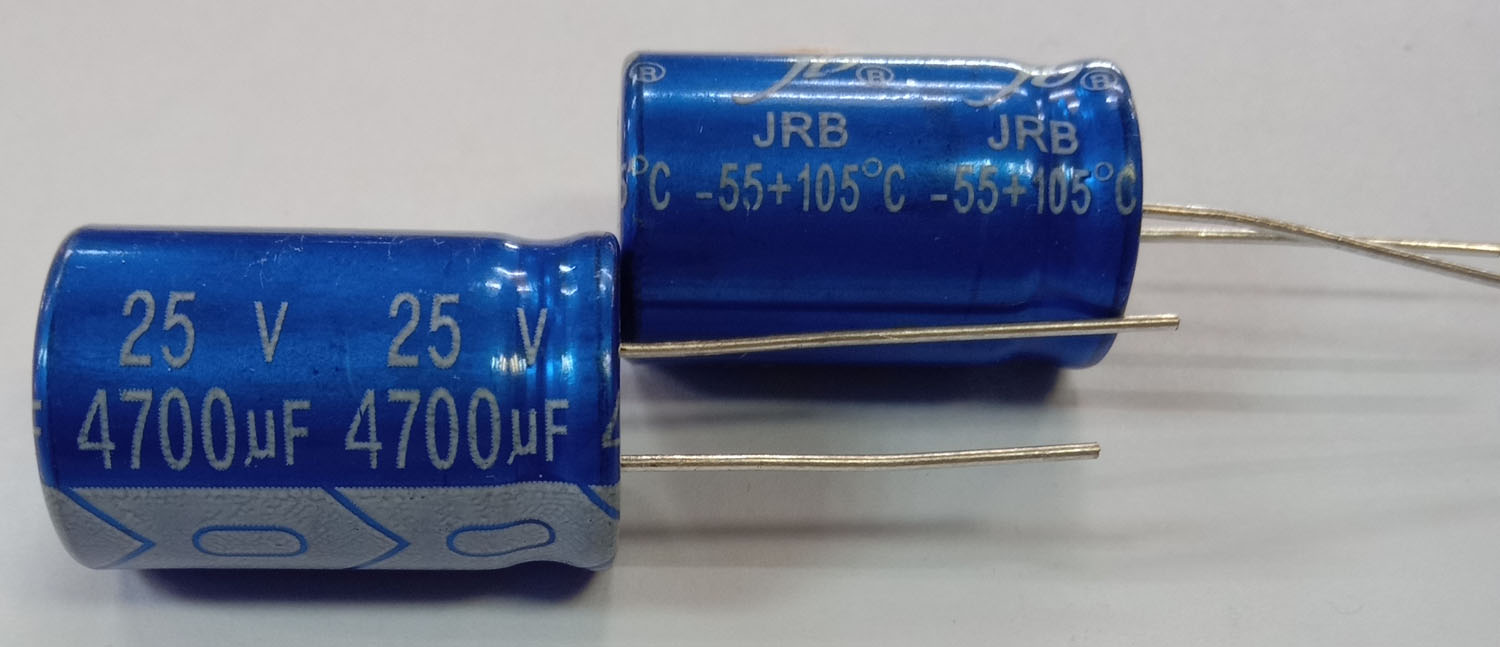 25 V 25 V
4700µF 4700µF
® ® ®
JRB JRB
°C -55+105°C -55+105°C